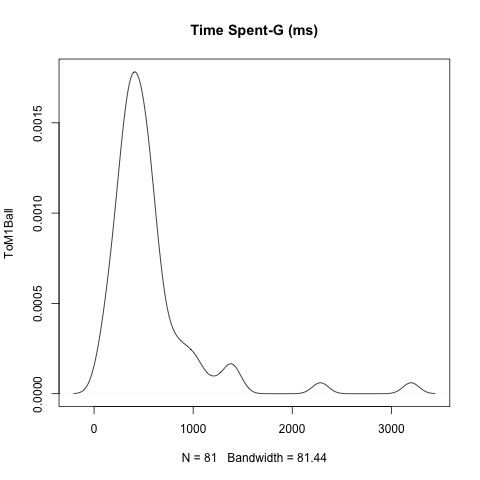 Time Spent-G (ms)
ToM1Ball
0.0015
0.0010
0.0005
0.0000
0 1000 2000 3000
N = 81 Bandwidth = 81.44